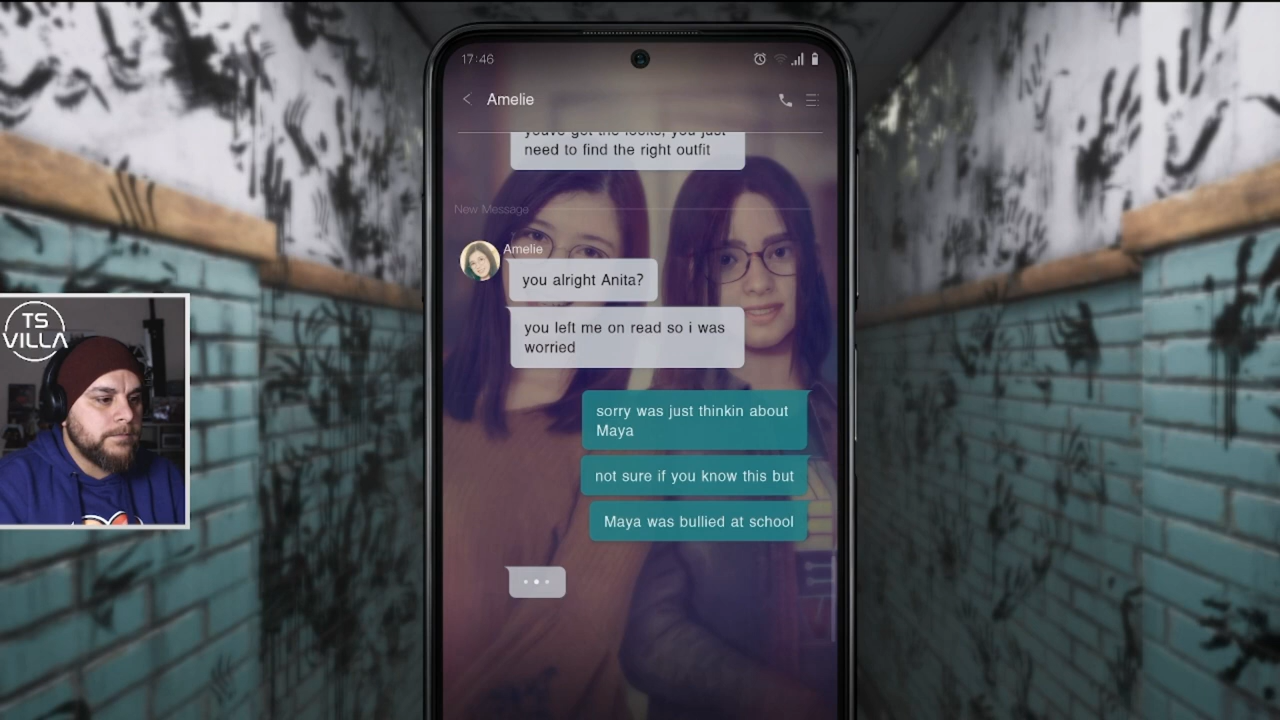 17:46
Amelie
youve got the looks, you just
need to find the right outfit
New Message
Amelie
you alright Anita?
you left me on read so i was
worried
sorry was just thinkin about
Maya
not sure if you know this but
Maya was bullied at school
TS
VILLA